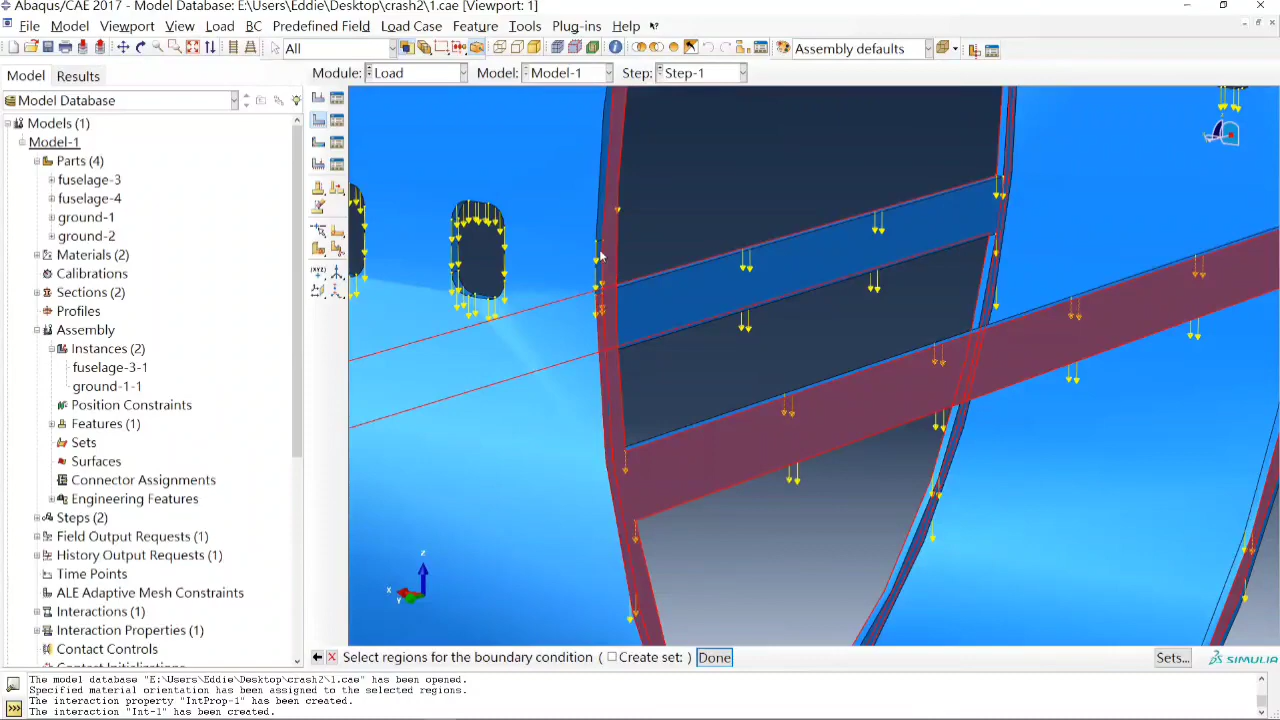 Abaqus/CAE 2017 - Model Database: E:\Users\Eddie\Desktop\crash2\1.cae [Viewport: 1]
File Model Viewport View Load BC Predefined Field Load Case Feature Tools Plug-ins Help
All Assembly defaults
Model Results Module: Load Model: Model-1 Step: Step-1
Model Database
Models (1)
Model-1
Parts (4)
fuselage-3
fuselage-4
ground-1
ground-2
Materials (2)
Calibrations
Sections (2)
Profiles
Assembly
Instances (2)
fuselage-3-1
ground-1-1
Position Constraints
Features (1)
Sets
Surfaces
Connector Assignments
Engineering Features
Steps (2)
Field Output Requests (1)
History Output Requests (1)
Time Points
ALE Adaptive Mesh Constraints
Interactions (1)
Interaction Properties (1)
Contact Controls
Contact Initializations
(XYZ)
Z
X
Y
Select regions for the boundary condition ( Create set: ) Done Sets... SIMULIA
The model database "E:\Users\Eddie\Desktop\crash2\1.cae" has been opened.
Specified material orientation has been assigned to the selected regions.
The interaction property "IntProp-1" has been created.
The interaction "Int-1" has been created.
>>>